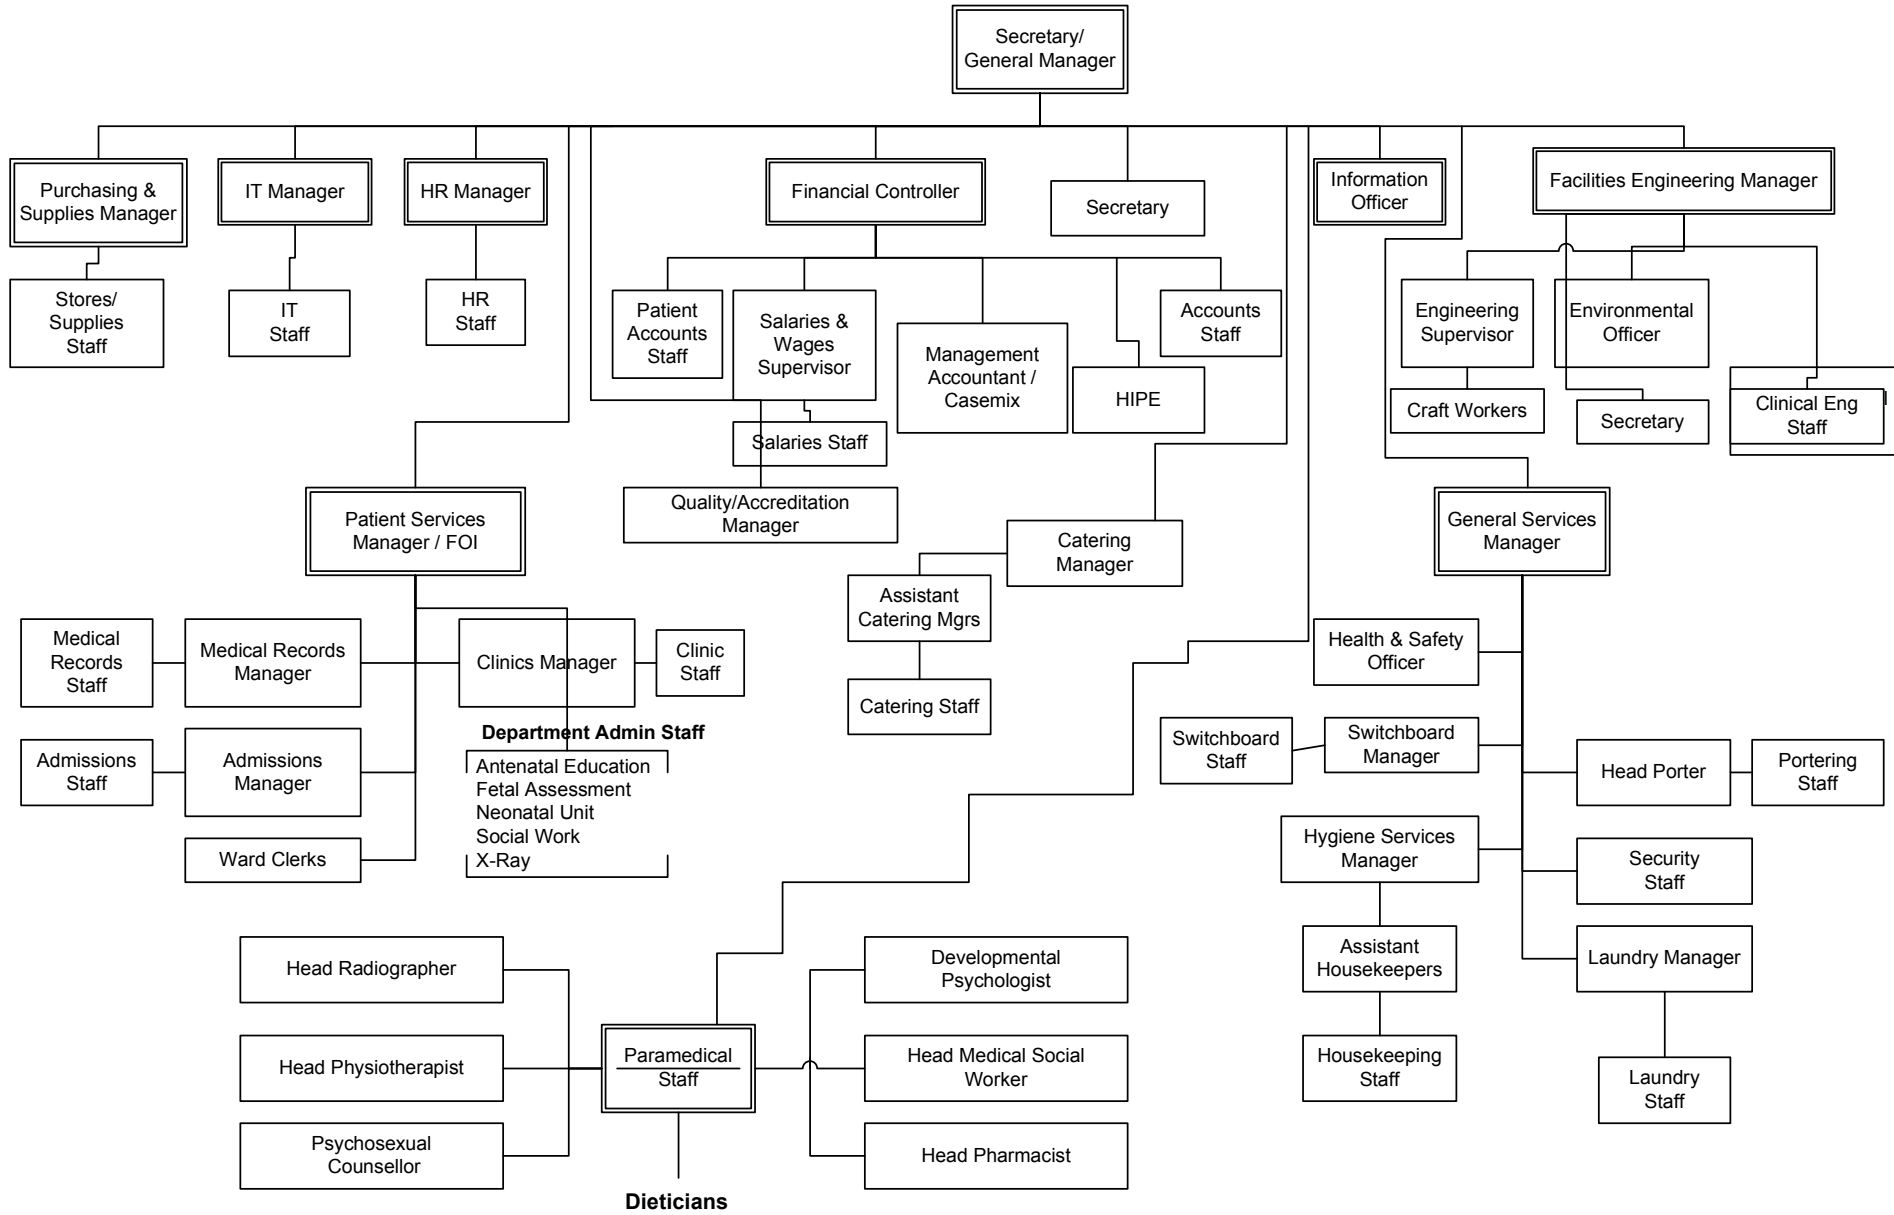 Secretary/
General Manager
Purchasing &
Supplies Manager
IT Manager
HR Manager
Financial Controller
Secretary
Information
Officer
Facilities Engineering Manager
Stores/
Supplies
Staff
IT
Staff
HR
Staff
Patient
Accounts
Staff
Salaries &
Wages
Supervisor
Management
Accountant /
Casemix
HIPE
Accounts
Staff
Engineering
Supervisor
Environmental
Officer
Craft Workers
Secretary
Clinical Eng
Staff
Salaries Staff
Quality/Accreditation
Manager
Patient Services
Manager / FOI
Catering
Manager
General Services
Manager
Assistant
Catering Mgrs
Catering Staff
Medical
Records
Staff
Medical Records
Manager
Clinics Manager
Clinic
Staff
Department Admin Staff
Antenatal Education
Fetal Assessment
Neonatal Unit
Social Work
X-Ray
Admissions
Staff
Admissions
Manager
Ward Clerks
Health & Safety
Officer
Switchboard
Staff
Switchboard
Manager
Head Porter
Portering
Staff
Hygiene Services
Manager
Security
Staff
Assistant
Housekeepers
Laundry Manager
Housekeeping
Staff
Laundry
Staff
Head Radiographer
Developmental
Psychologist
Head Physiotherapist
Paramedical
Staff
Head Medical Social
Worker
Psychosexual
Counsellor
Head Pharmacist
Dieticians